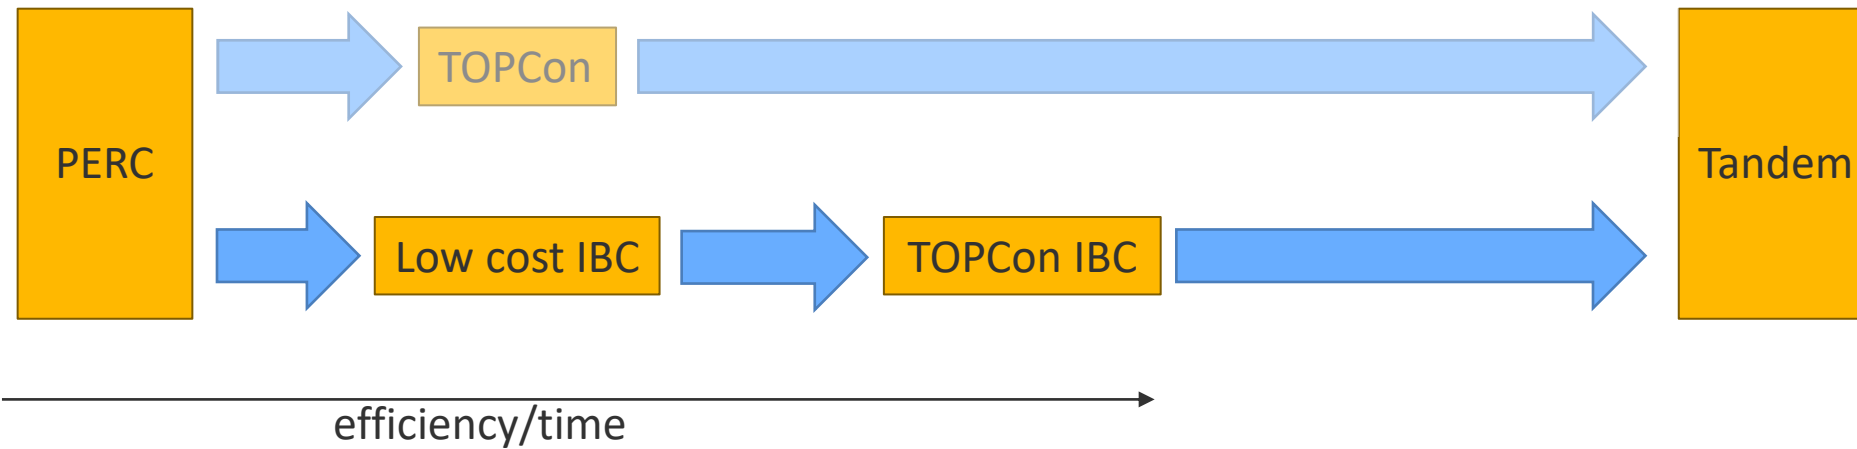 PERC
TOPCon
Low cost IBC
TOPCon IBC
Tandem
efficiency/time